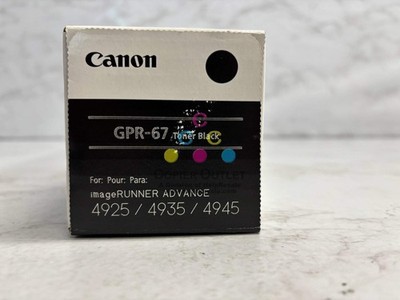 Canon
GPR-67 Toner Black
For: Pour: Para:
imageRUNNER ADVANCE
4925 / 4935 / 4945